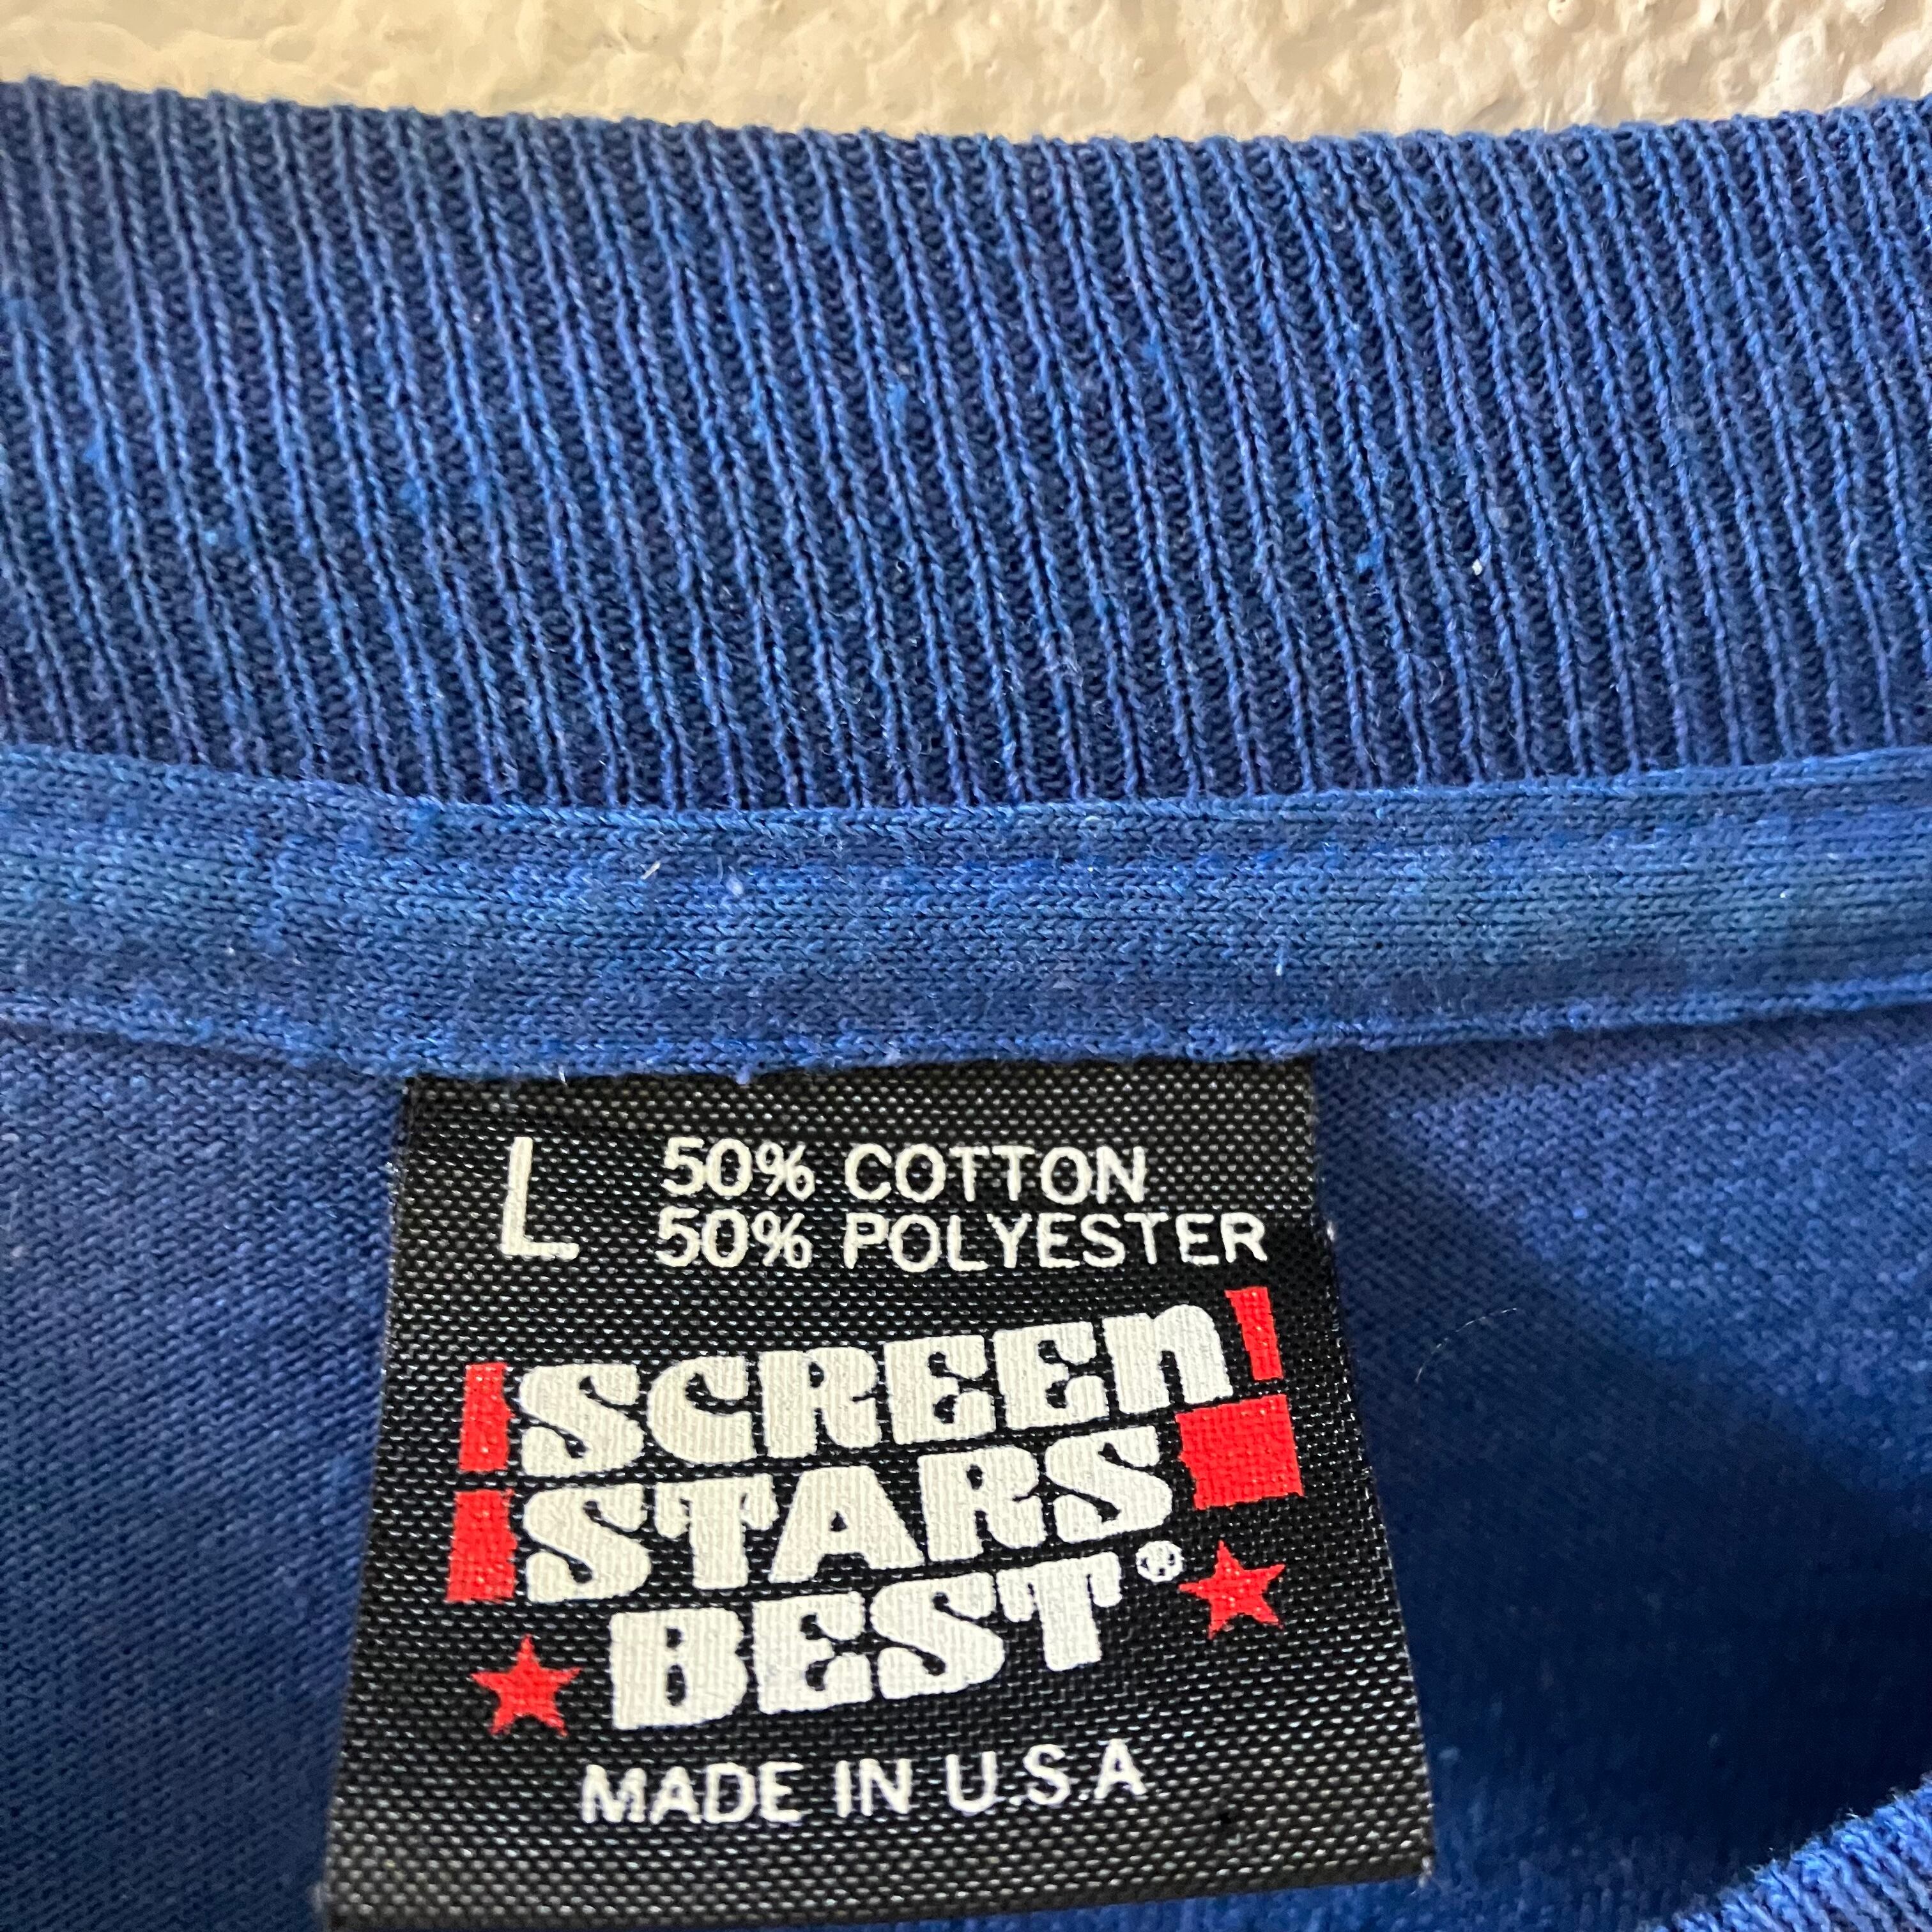 L 50% COTTON
50% POLYESTER
SCREEn
STARS
BEST®
MADE IN U.S.A